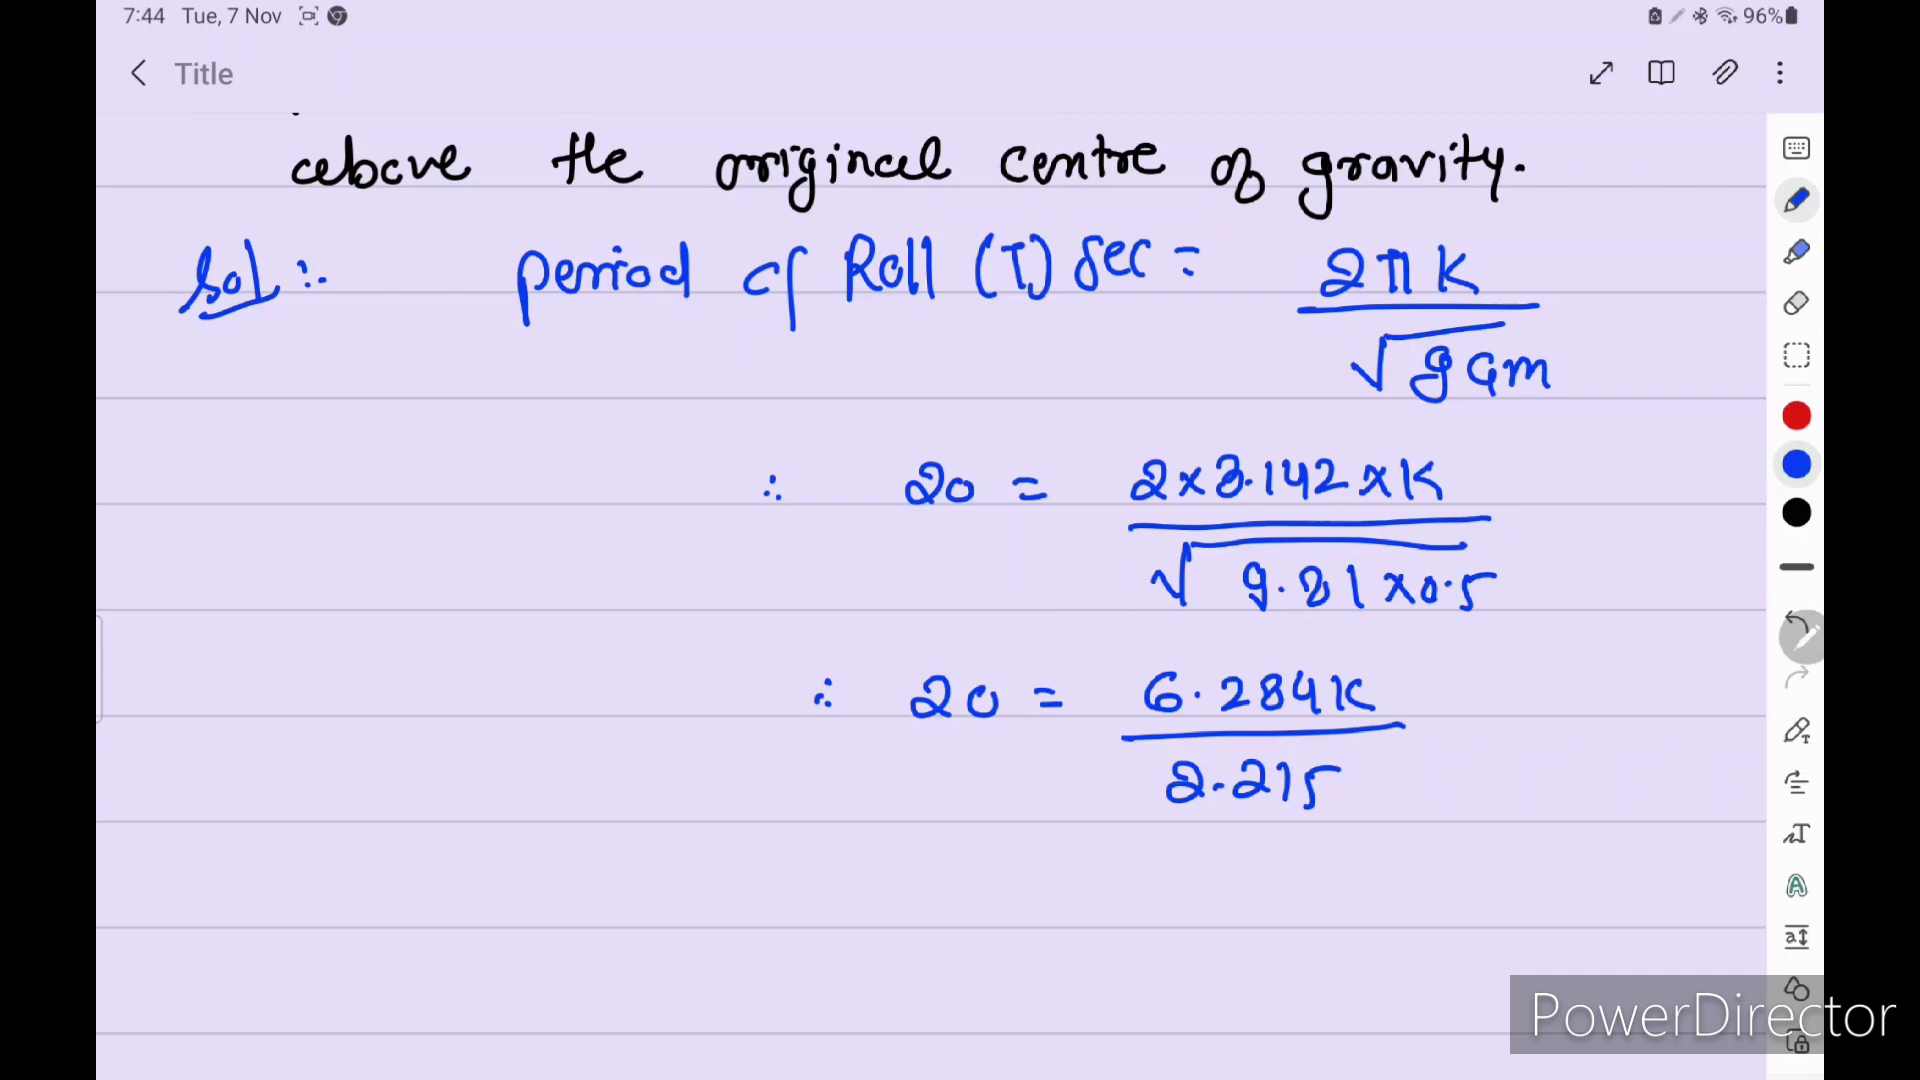 7:44 Tue, 7 Nov 96%
Title
above the original centre of gravity.
Sol :- period of Roll (T) Sec = 2πK
√gGm
∴ 20 = 2×3.142×K
√9.81×0.5
∴ 20 = 6.284K
2.215
PowerDirector